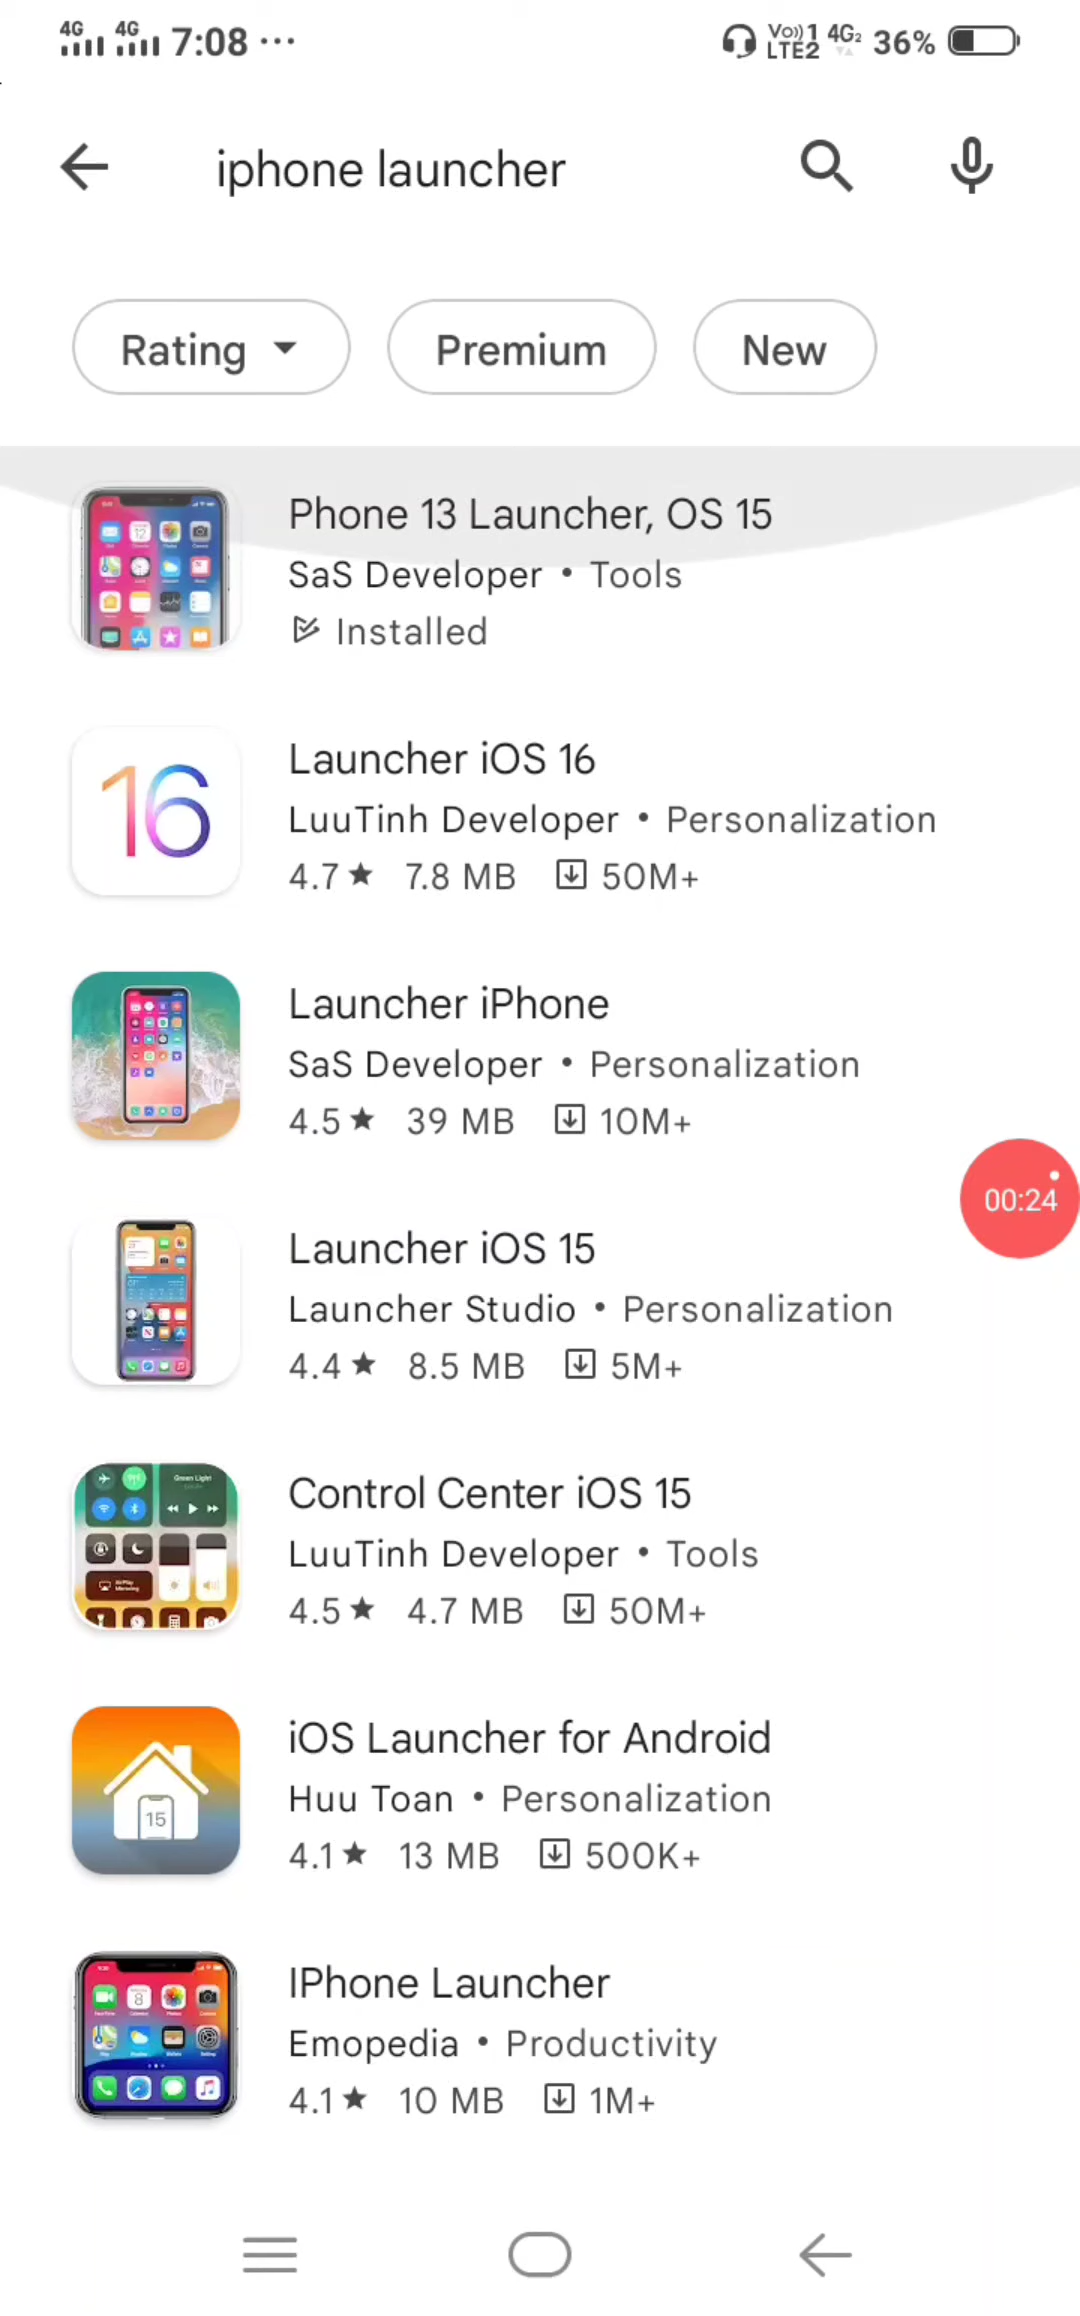 4G 4G 7:08 ··· Vo)) 1 LTE2 4G2 36%
iphone launcher
Rating Premium New
Phone 13 Launcher, OS 15
SaS Developer • Tools
Installed
16
Launcher iOS 16
LuuTinh Developer • Personalization
4.7★ 7.8 MB 50M+
Launcher iPhone
SaS Developer • Personalization
4.5★ 39 MB 10M+
00:24
Launcher iOS 15
Launcher Studio • Personalization
4.4★ 8.5 MB 5M+
Green Light
Control Center iOS 15
LuuTinh Developer • Tools
4.5★ 4.7 MB 50M+
iOS Launcher for Android
Huu Toan • Personalization
15
4.1★ 13 MB 500K+
IPhone Launcher
Emopedia • Productivity
4.1★ 10 MB 1M+